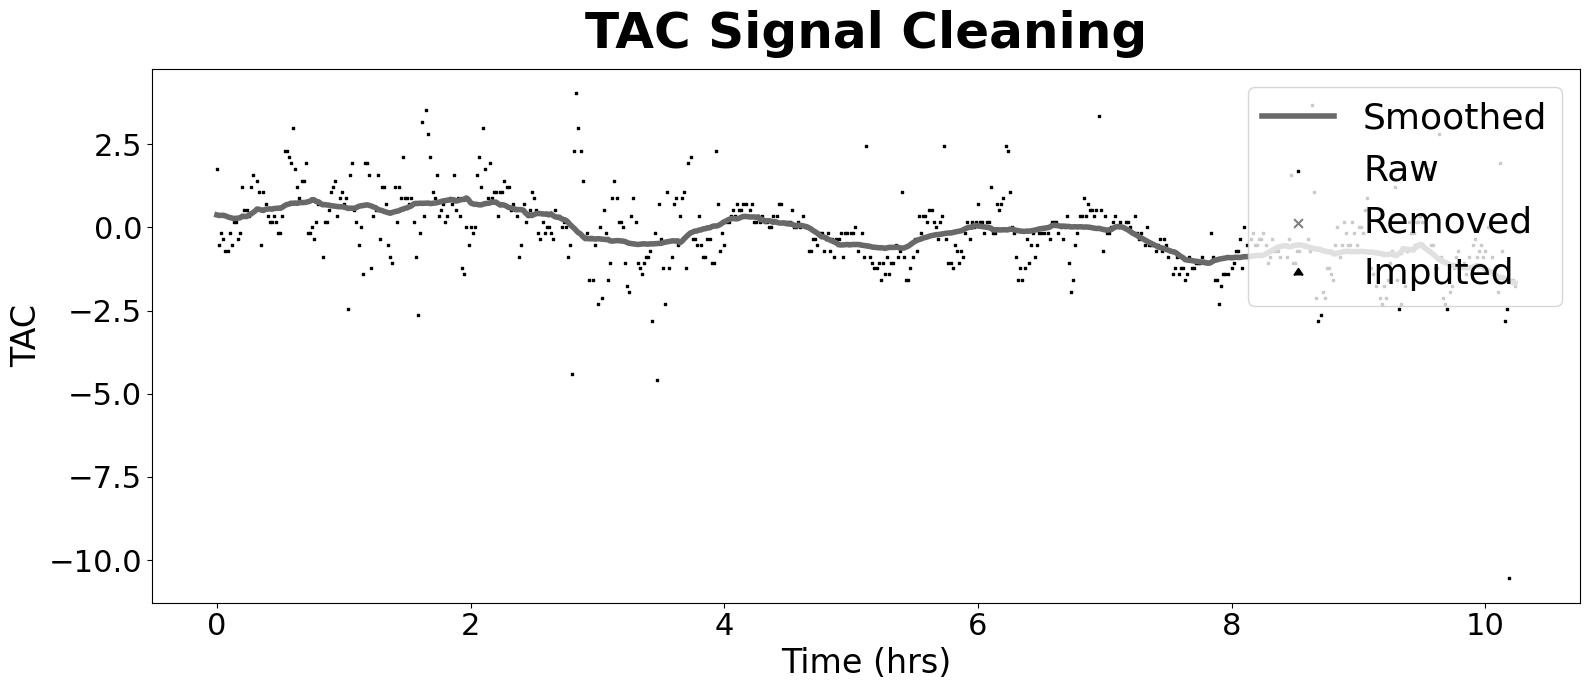 TAC Signal Cleaning
Smoothed
Raw
Removed
Imputed
TAC
2.5
0.0
−2.5
−5.0
−7.5
−10.0
0 2 4 6 8 10
Time (hrs)